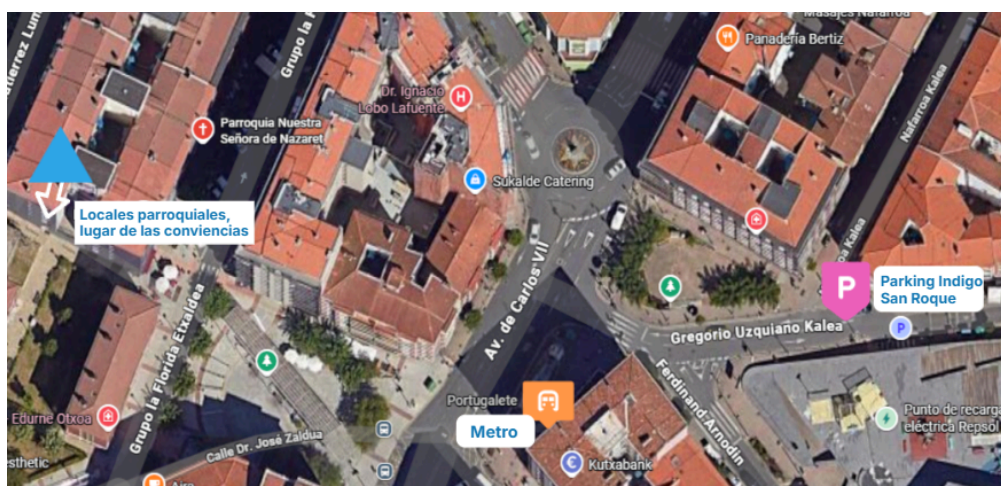 Masajes Nafarroa
Panadería Bertiz
Grupo la
Dr. Ignacio
Lobo Lafuente
Parroquia Nuestra
Señora de Nazaret
Nafarroa Kalea
Sukalde Catering
Locales parroquiales,
lugar de las conviencias
Av. de Carlos VII
P
Parking Indigo
San Roque
Gregorio Uzquiano Kalea
P
Grupo la Florida Etxaldea
Ferdinand Arnodin
Portugalete
Metro
Edurne Otxoa
Calle Dr. José Zaldua
Punto de recarga
eléctrica Repsol
Kutxabank